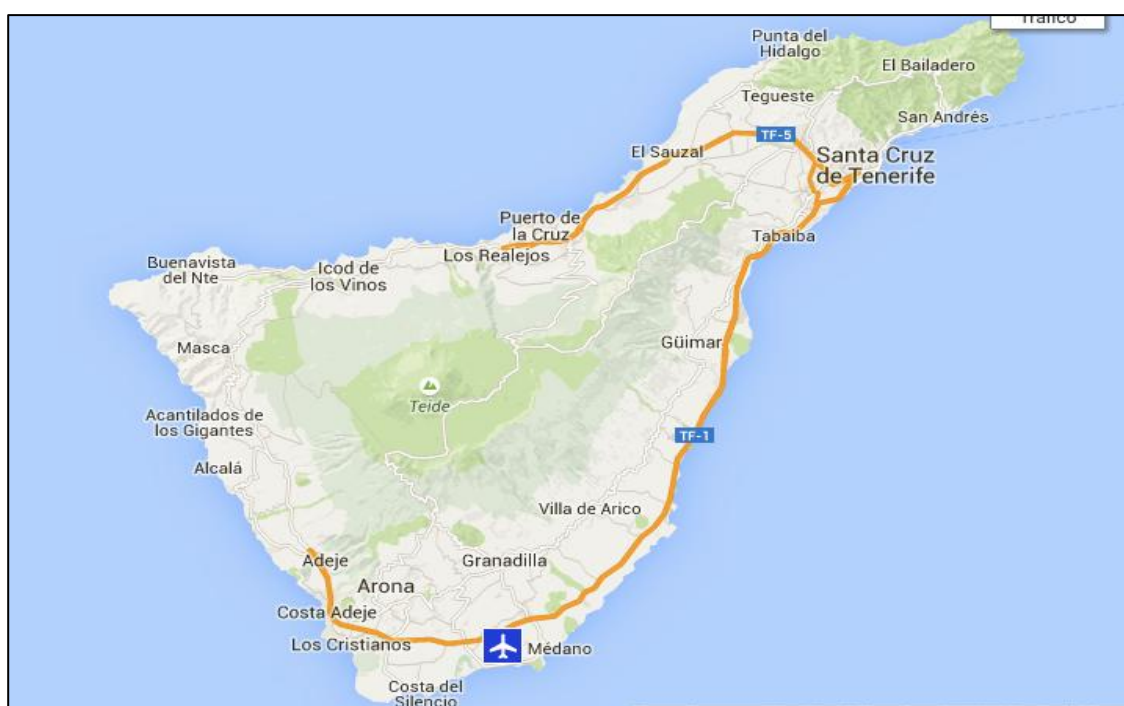 Tráfico
Punta del
Hidalgo
El Bailadero
Tegueste
San Andrés
TF-5
El Sauzal
Santa Cruz
de Tenerife
Puerto de
la Cruz
Tabaiba
Los Realejos
Buenavista
del Nte
Icod de
los Vinos
Güimar
Masca
Teide
Acantilados de
los Gigantes
TF-1
Alcalá
Villa de Arico
Adeje
Granadilla
Arona
Costa Adeje
Los Cristianos
Médano
Costa del
Silencio